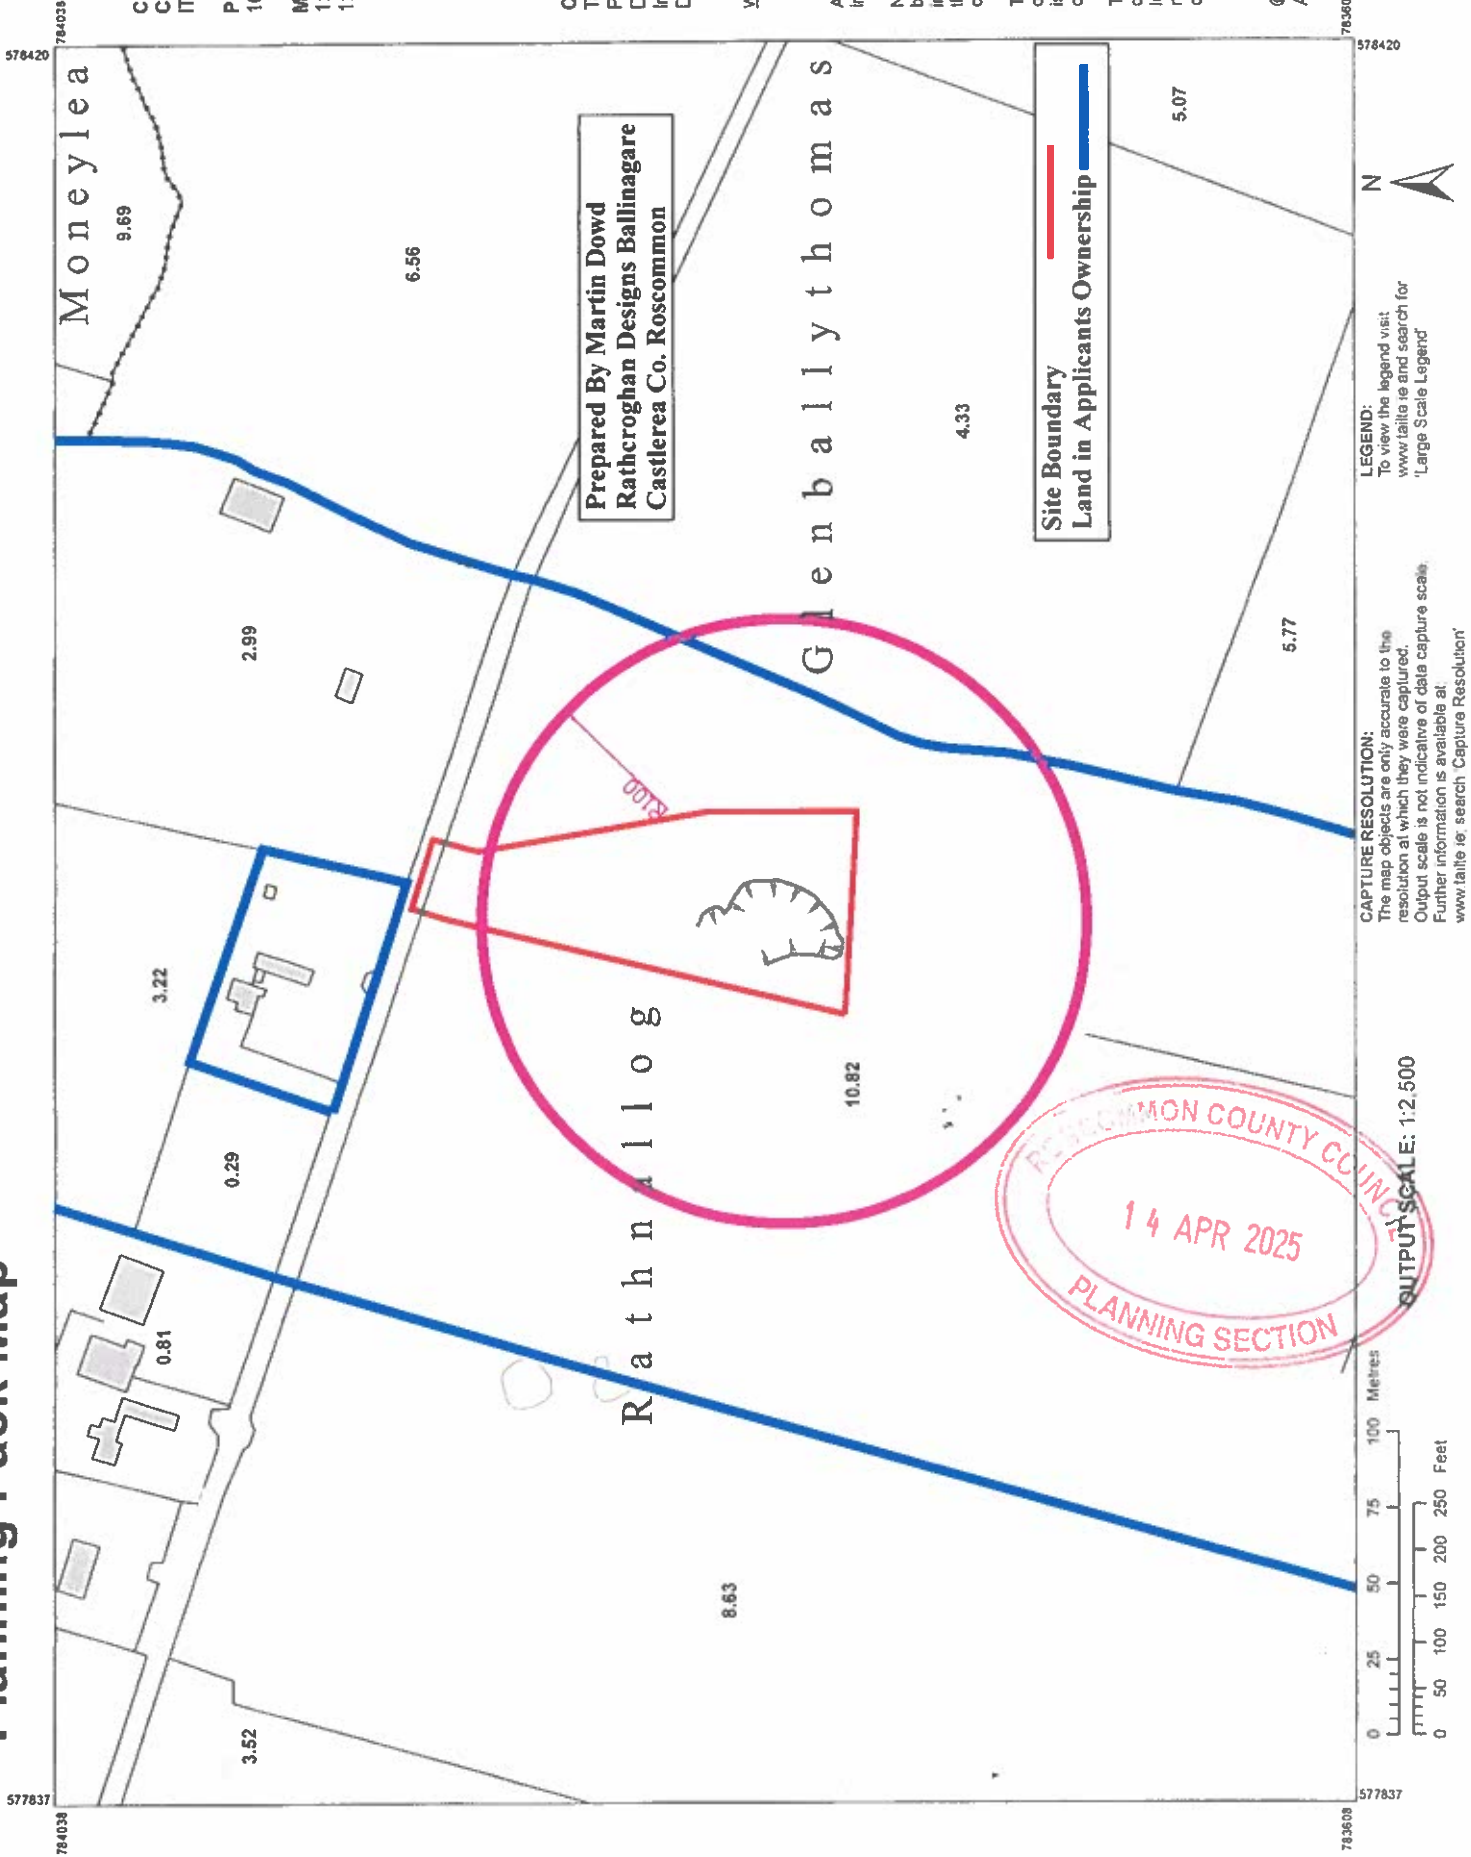 Planning Pack Map
578420
784038
Moneylea
9.69
6.56
2.99
3.22
0.29
0.81
3.52
8.63
10.82
4.33
5.07
5.77
Prepared By Martin Dowd
Rathcroghan Designs Ballinagare
Castlerea Co. Roscommon
Glenballythomas
Rathnallog
R100
Site Boundary
Land in Applicants Ownership
578420
577837
784038
577837
783608
N
ROSCOMMON COUNTY COUNCIL
14 APR 2025
PLANNING SECTION
OUTPUT SCALE: 1:2,500
0 25 50 75 100 Metres
0 50 100 150 200 250 Feet
CAPTURE RESOLUTION:
The map objects are only accurate to the
resolution at which they were captured.
Output scale is not indicative of data capture scale.
Further information is available at:
www.tailte.ie; search 'Capture Resolution'
LEGEND:
To view the legend visit
www.tailte.ie and search for
'Large Scale Legend'